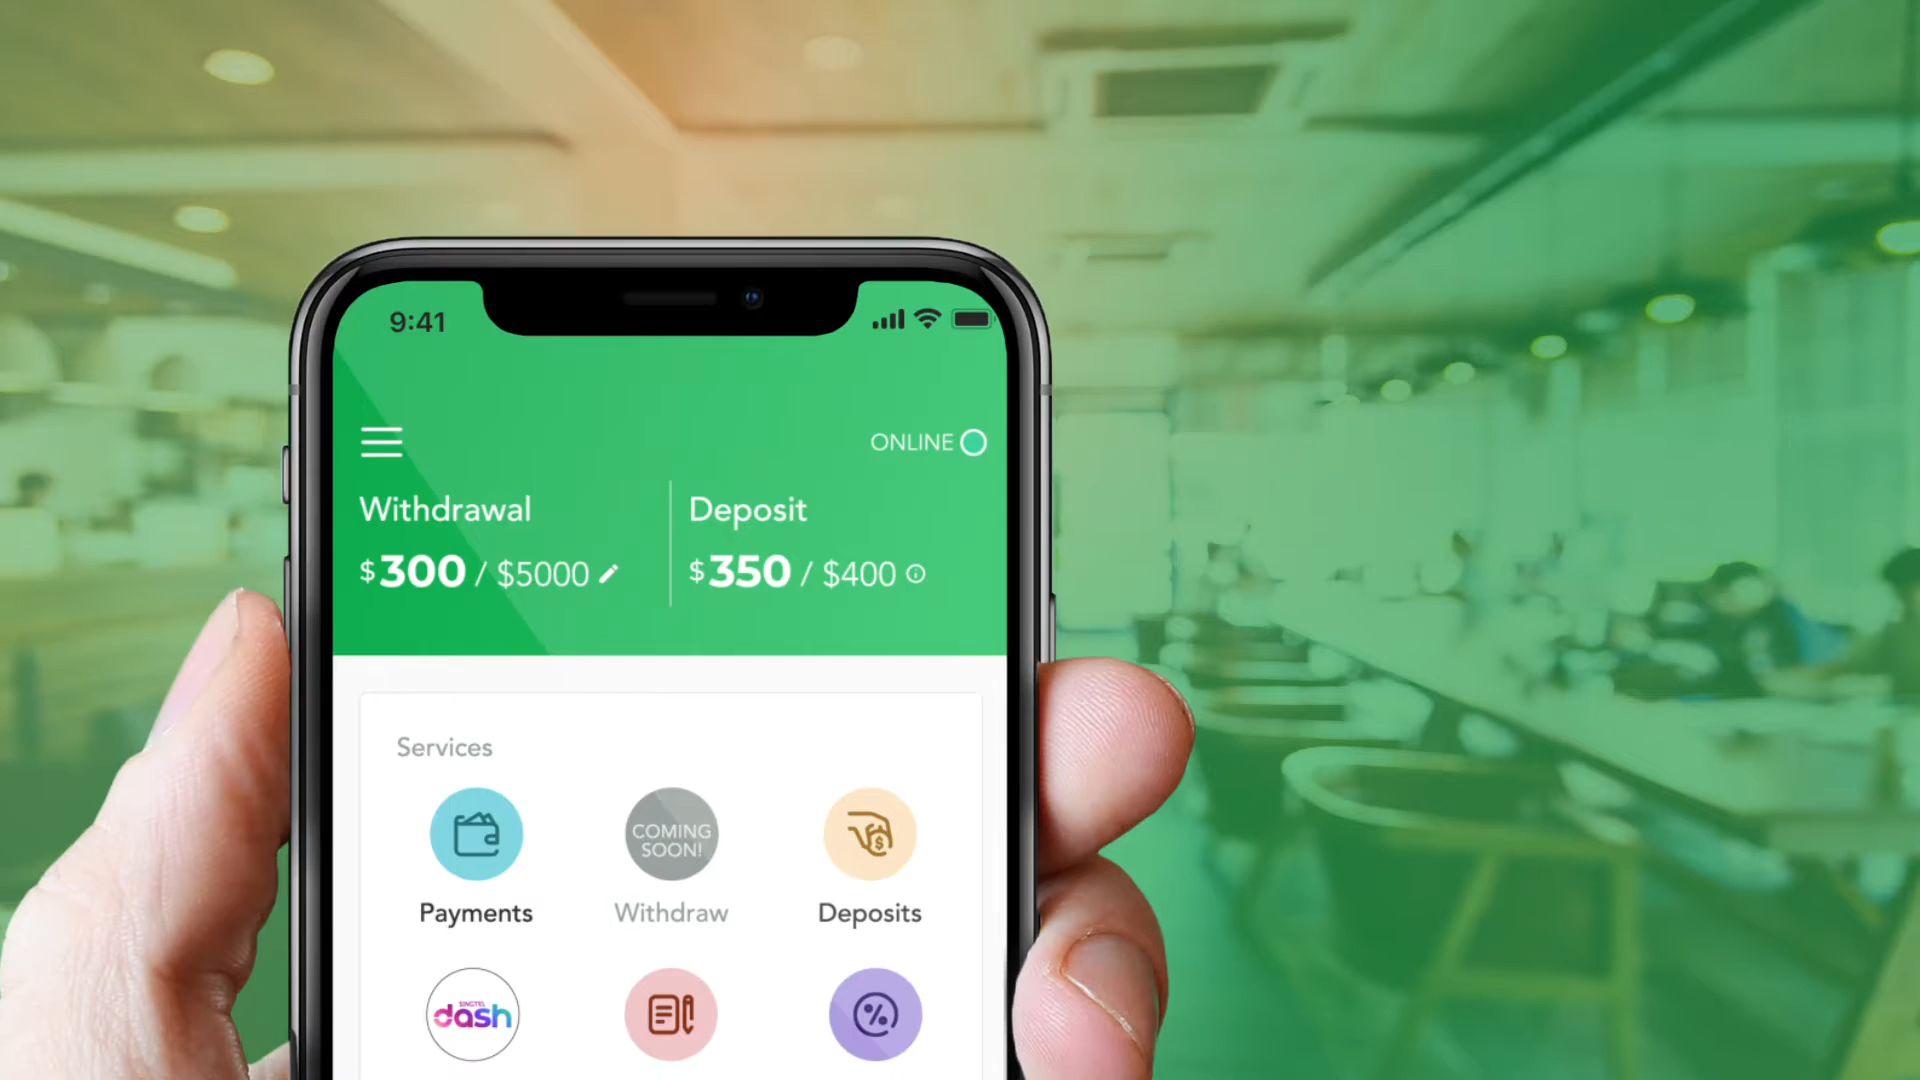 9:41
ONLINE
Withdrawal
$300 / $5000
Deposit
$350 / $400
Services
COMING
SOON!
Payments
Withdraw
Deposits
SINGTEL
dash